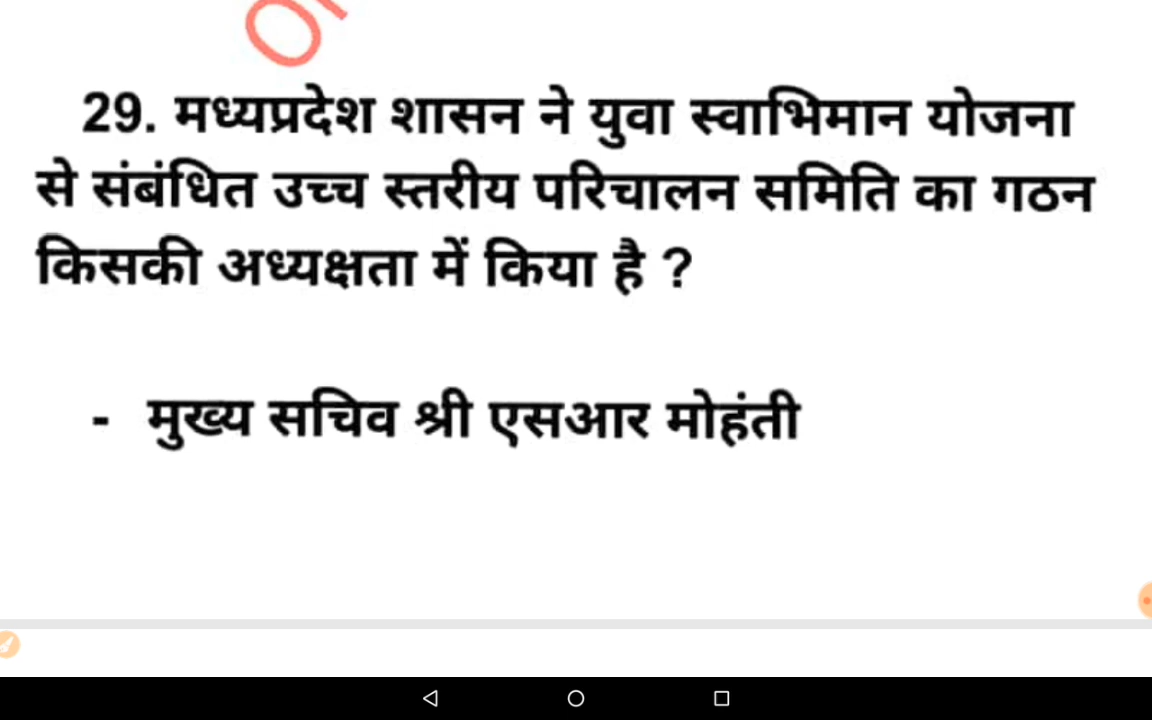 29. मध्यप्रदेश शासन ने युवा स्वाभिमान योजना
से संबंधित उच्च स्तरीय परिचालन समिति का गठन
किसकी अध्यक्षता में किया है ?
- मुख्य सचिव श्री एसआर मोहंती